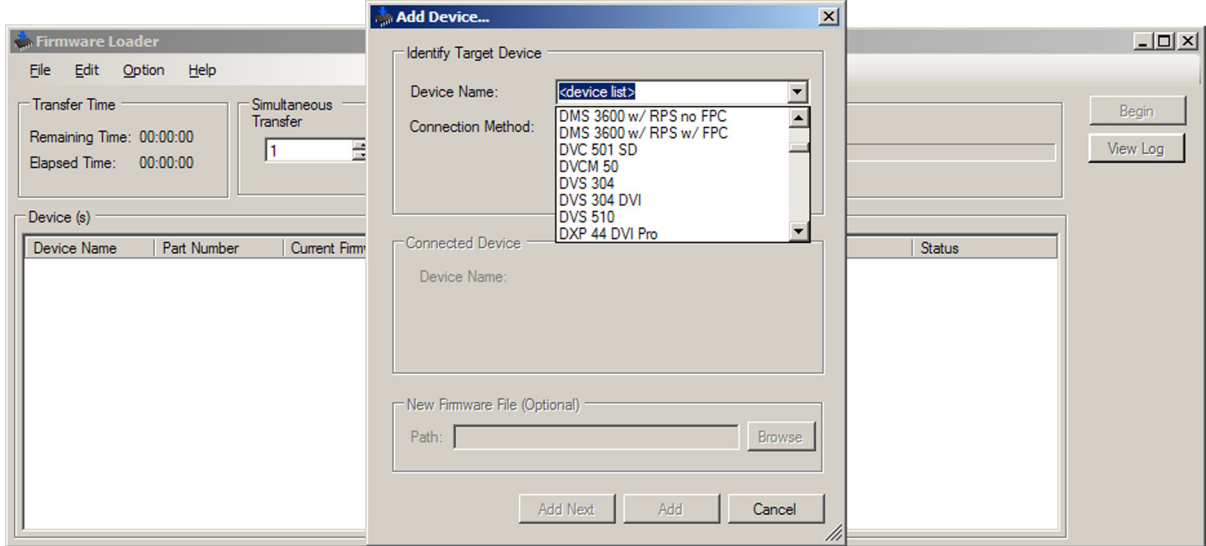 Add Device...
Firmware Loader
File Edit Option Help
Transfer Time
Remaining Time: 00:00:00
Elapsed Time: 00:00:00
Simultaneous
Transfer
1
Begin
View Log
Identify Target Device
Device Name: <device list>
Connection Method:
DMS 3600 w/ RPS no FPC
DMS 3600 w/ RPS w/ FPC
DVC 501 SD
DVCM 50
DVS 304
DVS 304 DVI
DVS 510
DXP 44 DVI Pro
Device (s)
Device Name Part Number Current Firmw Status
Connected Device
Device Name:
New Firmware File (Optional)
Path: Browse
Add Next Add Cancel